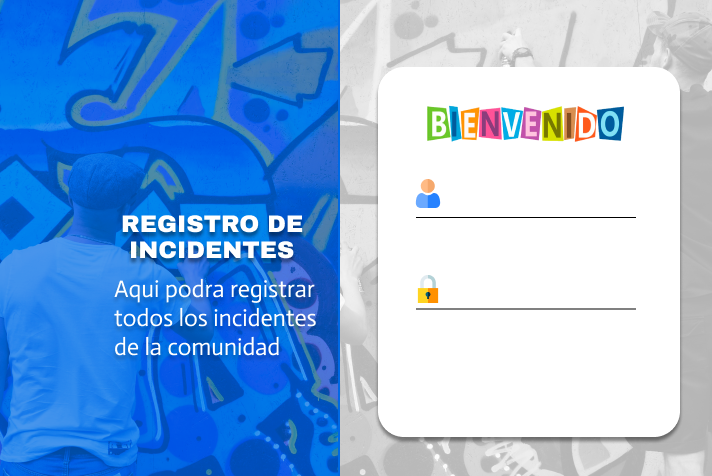 REGISTRO DE
INCIDENTES
Aqui podra registrar
todos los incidentes
de la comunidad
BIENVENIDO